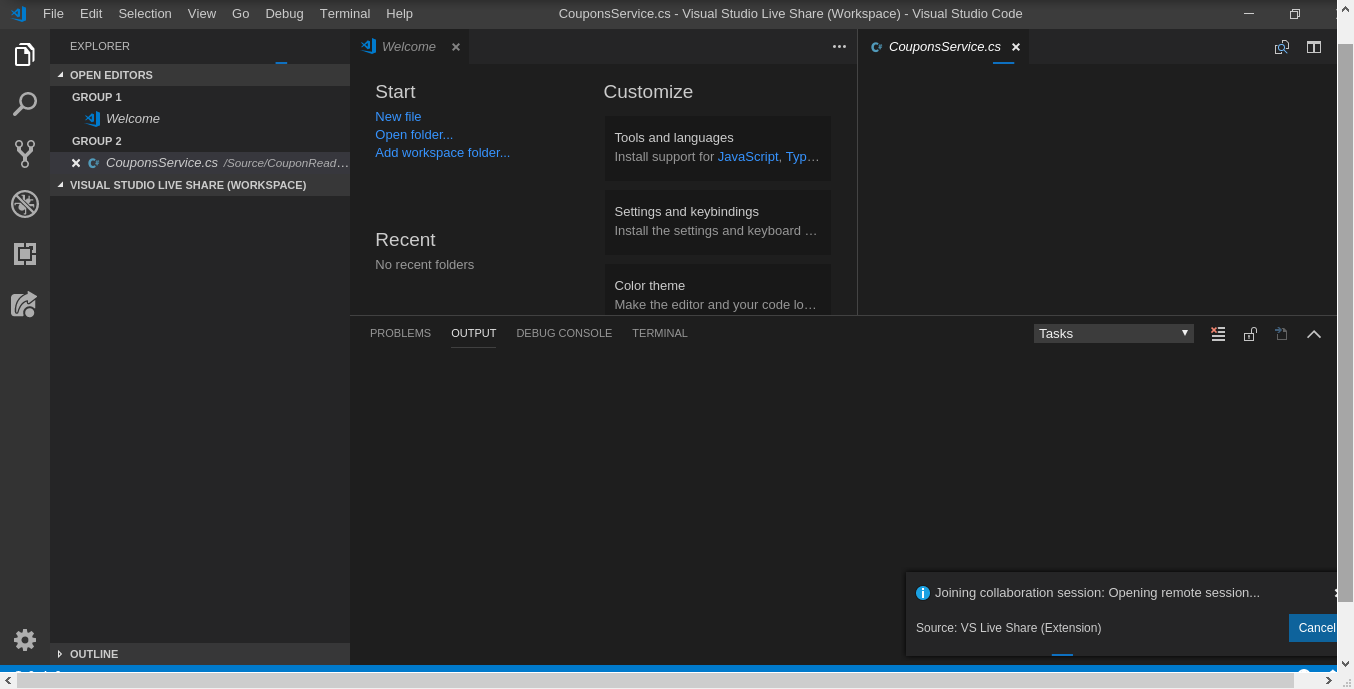 File Edit Selection View Go Debug Terminal Help
CouponsService.cs - Visual Studio Live Share (Workspace) - Visual Studio Code
EXPLORER
OPEN EDITORS
GROUP 1
Welcome
GROUP 2
CouponsService.cs /Source/CouponRead…
VISUAL STUDIO LIVE SHARE (WORKSPACE)
OUTLINE
Welcome
Start
New file
Open folder...
Add workspace folder...
Recent
No recent folders
Customize
Tools and languages
Install support for JavaScript, Typ…
Settings and keybindings
Install the settings and keyboard …
Color theme
Make the editor and your code lo…
CouponsService.cs
PROBLEMS OUTPUT DEBUG CONSOLE TERMINAL
Tasks
Joining collaboration session: Opening remote session...
Source: VS Live Share (Extension)
Cancel